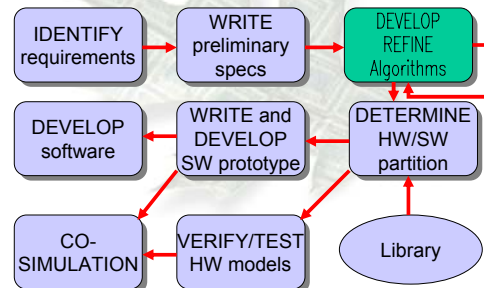 IDENTIFY
requirements
WRITE
preliminary
specs
DEVELOP
REFINE
Algorithms
DEVELOP
software
WRITE and
DEVELOP
SW prototype
DETERMINE
HW/SW
partition
CO-
SIMULATION
VERIFY/TEST
HW models
Library